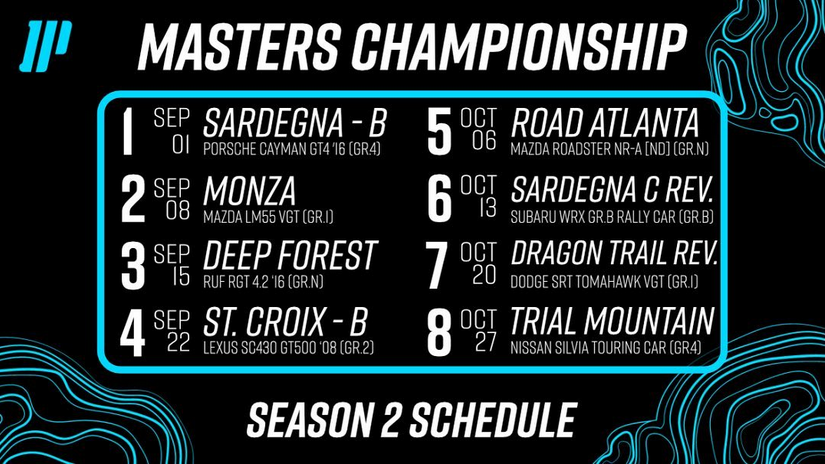 MASTERS CHAMPIONSHIP
1 SEP 01 SARDEGNA - B
PORSCHE CAYMAN GT4 '16 (GR.4)
2 SEP 08 MONZA
MAZDA LM55 VGT (GR.1)
3 SEP 15 DEEP FOREST
RUF RGT 4.2 '16 (GR.N)
4 SEP 22 ST. CROIX - B
LEXUS SC430 GT500 '08 (GR.2)
5 OCT 06 ROAD ATLANTA
MAZDA ROADSTER NR-A [ND] (GR.N)
6 OCT 13 SARDEGNA C REV.
SUBARU WRX GR.B RALLY CAR (GR.B)
7 OCT 20 DRAGON TRAIL REV.
DODGE SRT TOMAHAWK VGT (GR.1)
8 OCT 27 TRIAL MOUNTAIN
NISSAN SILVIA TOURING CAR (GR.4)
SEASON 2 SCHEDULE